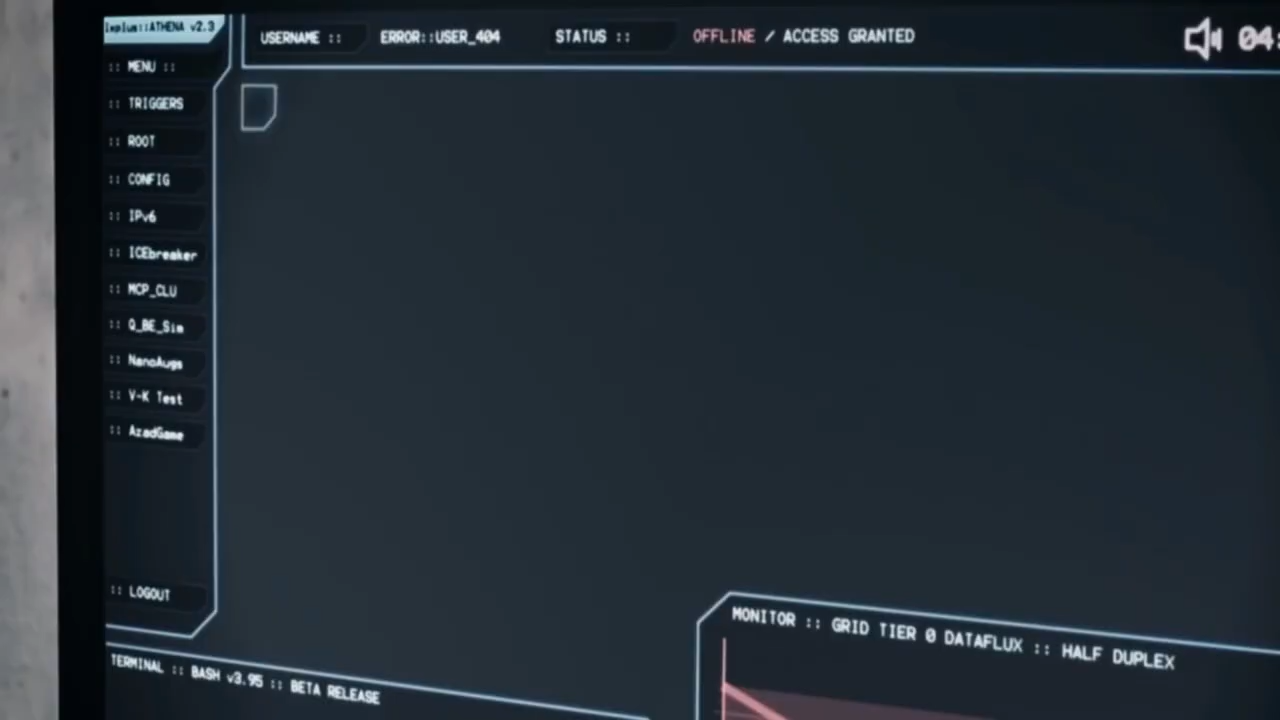 ATHENA v2.3
USERNAME :: ERROR::USER_404 STATUS :: OFFLINE / ACCESS GRANTED 04:
:: MENU ::
:: TRIGGERS
:: ROOT
:: CONFIG
:: IPv6
:: ICEbreaker
:: MCP_CLU
:: Q_BE_Sim
:: NanoAugs
:: V-K Test
:: AzadGame
:: LOGOUT
TERMINAL :: BASH v3.95 :: BETA RELEASE
MONITOR :: GRID TIER 0 DATAFLUX :: HALF DUPLEX